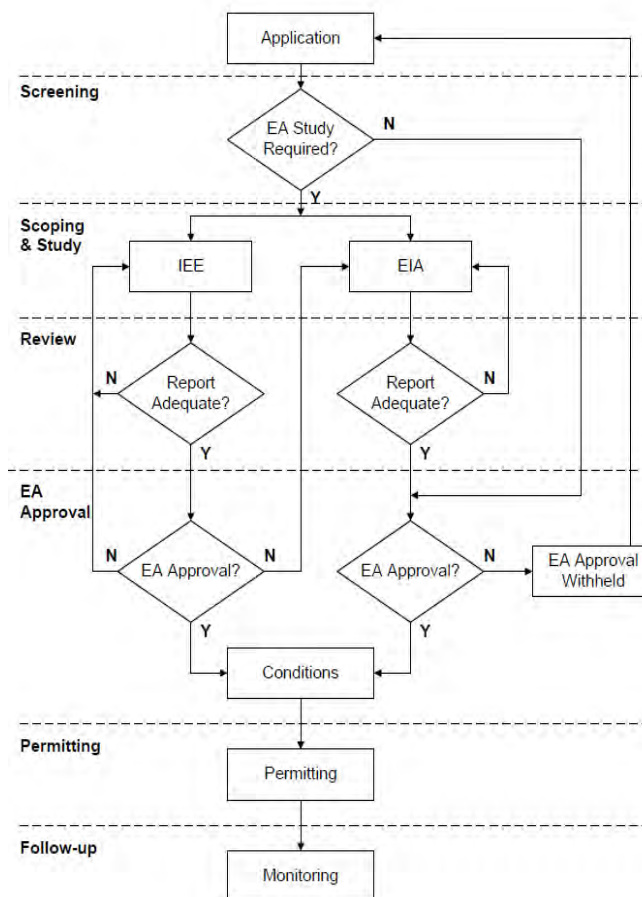 Application
Screening
EA Study
Required?
N
Y
Scoping
& Study
IEE
EIA
Review
N
Report
Adequate?
Report
Adequate?
N
Y
Y
EA
Approval
N
EA Approval?
N
EA Approval?
N
EA Approval
Withheld
Y
Y
Conditions
Permitting
Permitting
Follow-up
Monitoring